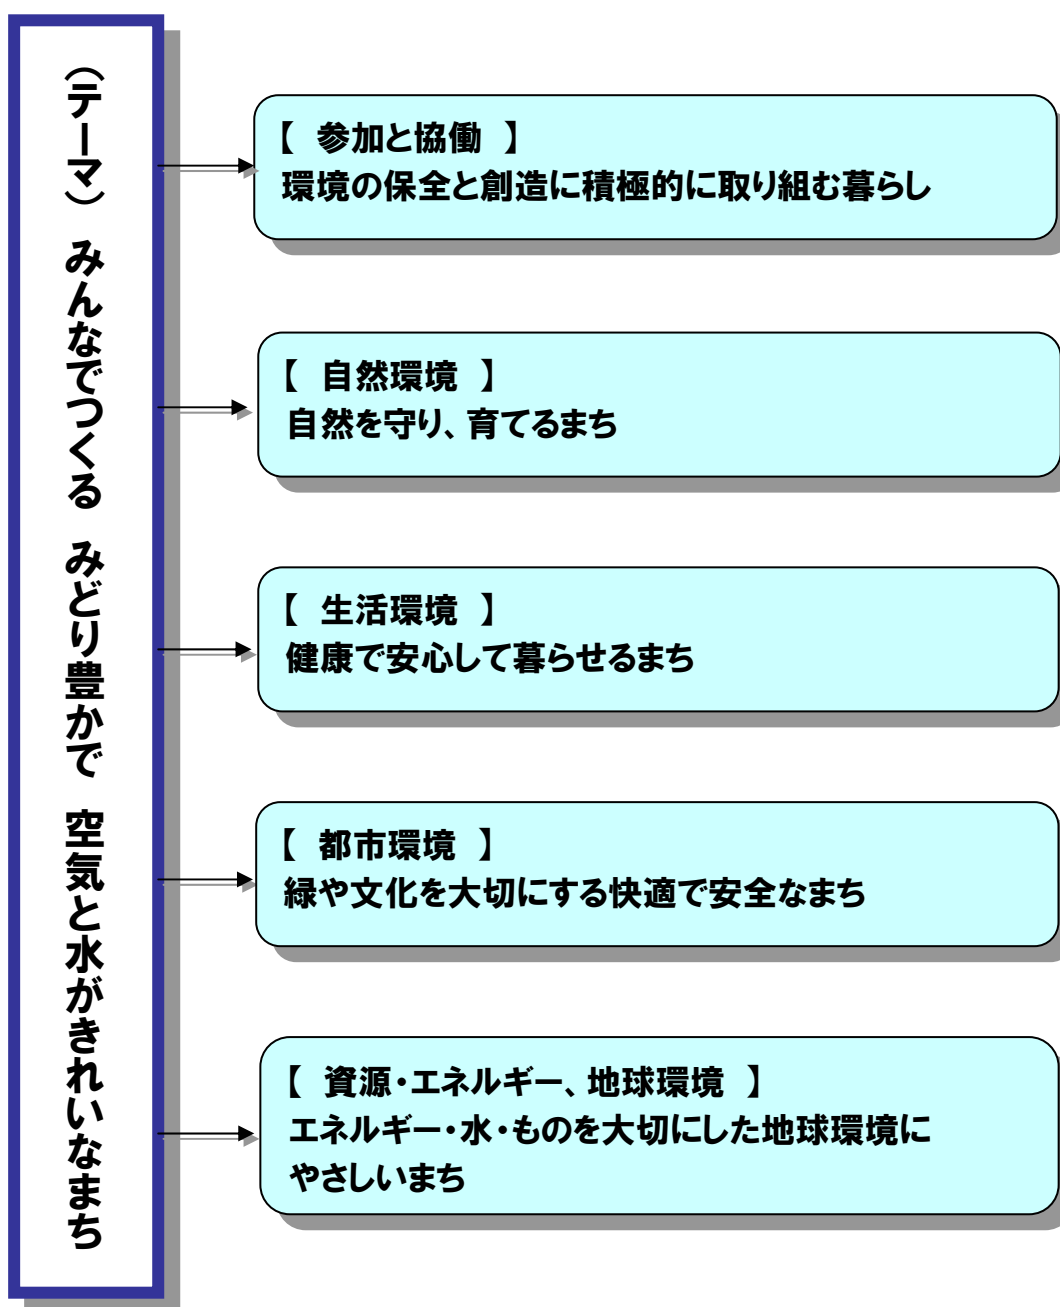 （テーマ） みんなでつくる みどり豊かで 空気と水がきれいなまち
【 参加と協働 】
環境の保全と創造に積極的に取り組む暮らし
【 自然環境 】
自然を守り、育てるまち
【 生活環境 】
健康で安心して暮らせるまち
【 都市環境 】
緑や文化を大切にする快適で安全なまち
【 資源・エネルギー、地球環境 】
エネルギー・水・ものを大切にした地球環境に
やさしいまち